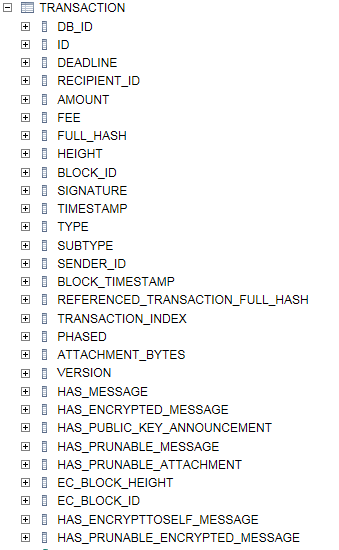 TRANSACTION
DB_ID
ID
DEADLINE
RECIPIENT_ID
AMOUNT
FEE
FULL_HASH
HEIGHT
BLOCK_ID
SIGNATURE
TIMESTAMP
TYPE
SUBTYPE
SENDER_ID
BLOCK_TIMESTAMP
REFERENCED_TRANSACTION_FULL_HASH
TRANSACTION_INDEX
PHASED
ATTACHMENT_BYTES
VERSION
HAS_MESSAGE
HAS_ENCRYPTED_MESSAGE
HAS_PUBLIC_KEY_ANNOUNCEMENT
HAS_PRUNABLE_MESSAGE
HAS_PRUNABLE_ATTACHMENT
EC_BLOCK_HEIGHT
EC_BLOCK_ID
HAS_ENCRYPTTOSELF_MESSAGE
HAS_PRUNABLE_ENCRYPTED_MESSAGE